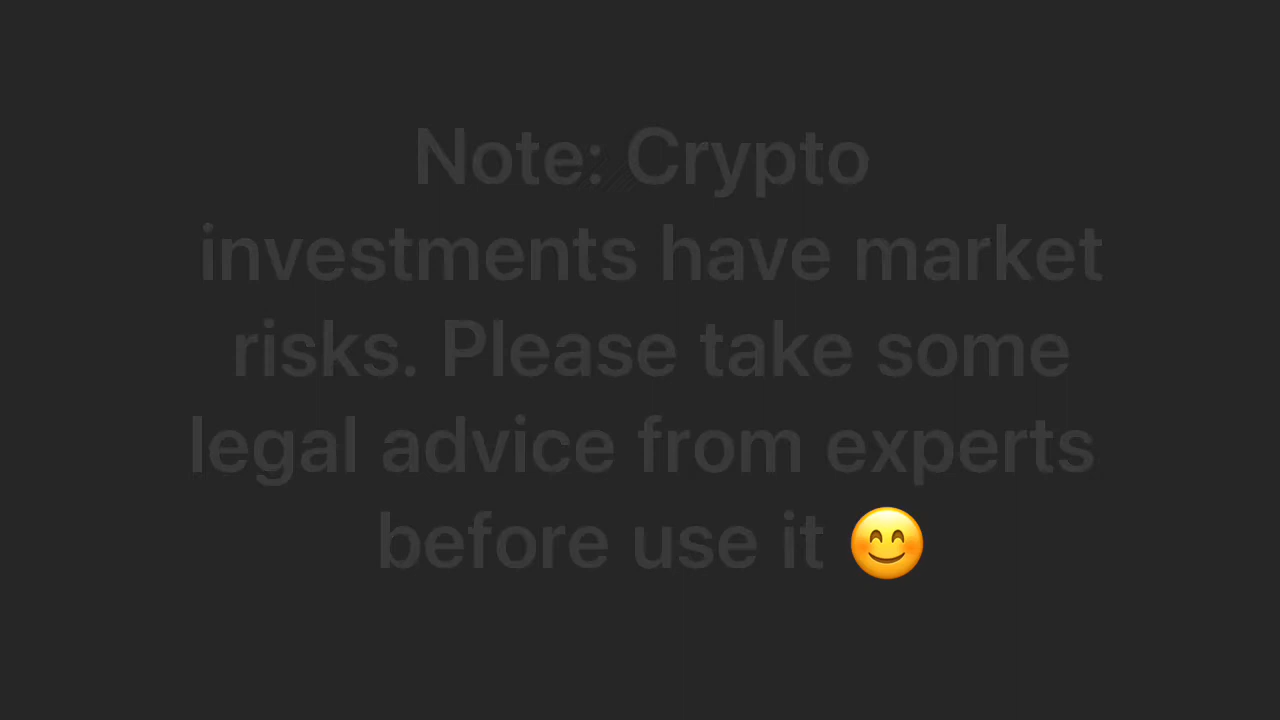 Note: Crypto
investments have market
risks. Please take some
legal advice from experts
before use it 😊